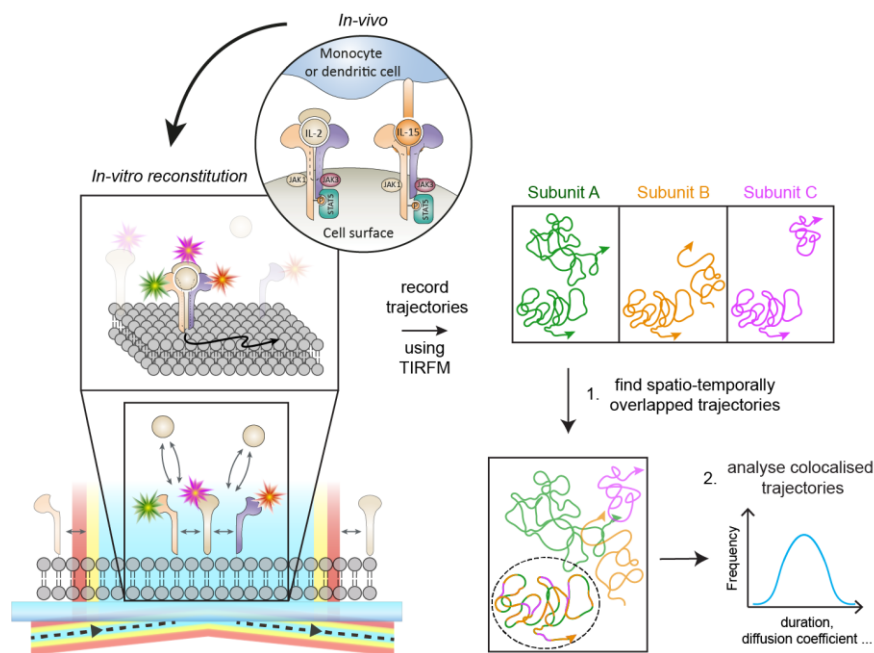 In-vivo
Monocyte
or dendritic cell
IL-2
IL-15
JAK1
JAK3
P
STAT5
JAK1
JAK3
P
STAT5
Cell surface
In-vitro reconstitution
record
trajectories
using
TIRFM
Subunit A
Subunit B
Subunit C
1. find spatio-temporally
overlapped trajectories
2. analyse colocalised
trajectories
Frequency
duration,
diffusion coefficient ...